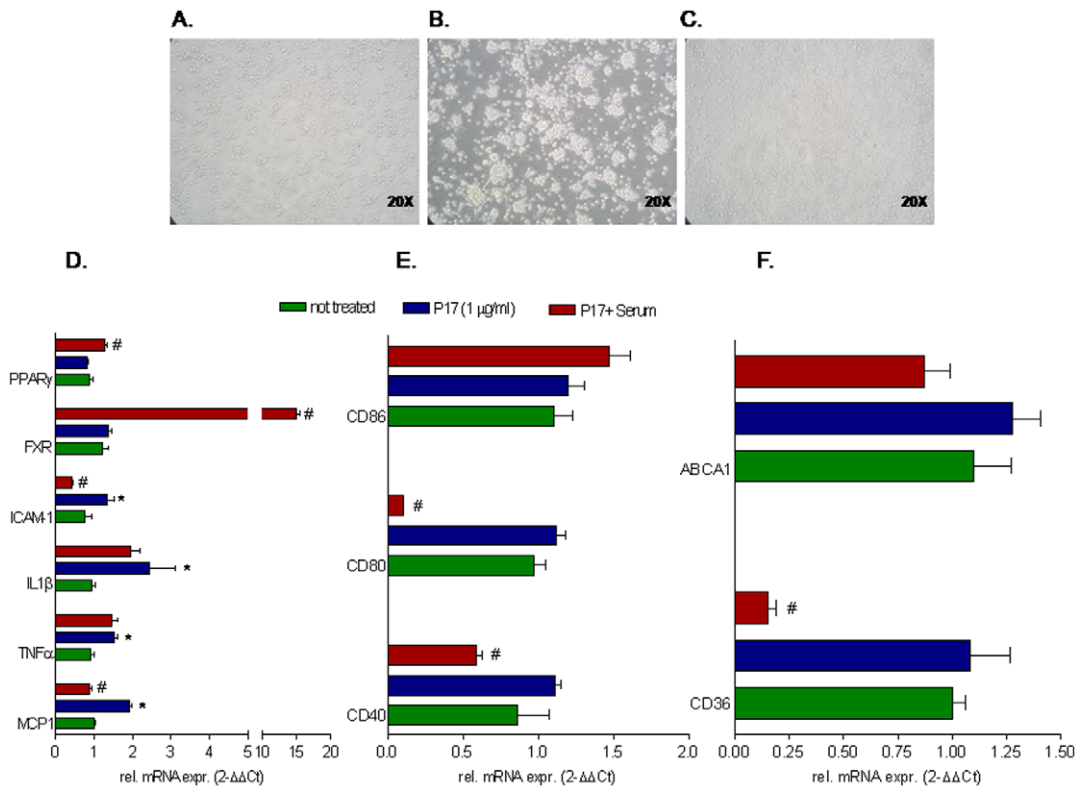 A.
B.
C.
20X
20X
20X
D.
E.
F.
not treated
P17 (1 µg/ml)
P17+ Serum
PPARγ
#
FXR
#
ICAM-1
#
*
IL1β
*
TNFα
*
MCP1
#
*
0 1 2 3 4 5 10 15 20
rel. mRNA expr. (2-ΔΔCt)
CD86
CD80
#
CD40
#
0.0 0.5 1.0 1.5 2.0
rel. mRNA expr. (2-ΔΔCt)
ABCA1
CD36
#
0.00 0.25 0.50 0.75 1.00 1.25 1.50
rel. mRNA expr. (2-ΔΔCt)